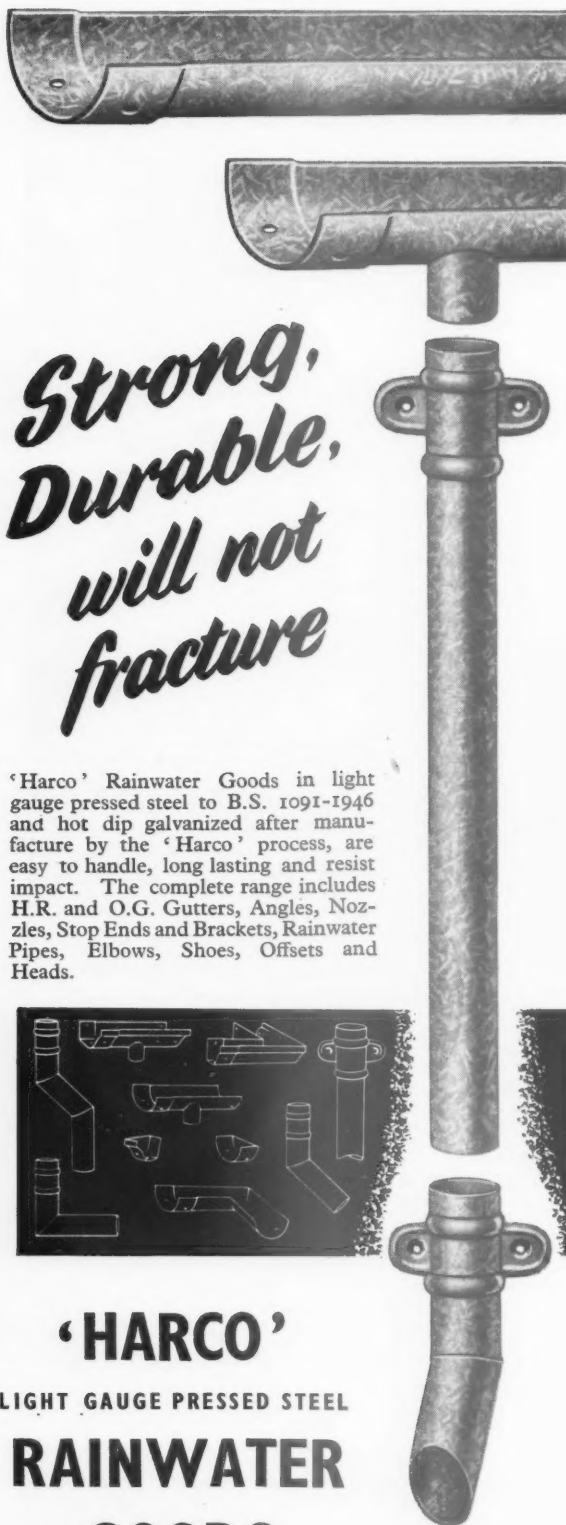 Strong,
Durable,
will not
fracture
‘Harco’ Rainwater Goods in light
gauge pressed steel to B.S. 1091-1946
and hot dip galvanized after manu-
facture by the ‘Harco’ process, are
easy to handle, long lasting and resist
impact. The complete range includes
H.R. and O.G. Gutters, Angles, Noz-
zles, Stop Ends and Brackets, Rainwater
Pipes, Elbows, Shoes, Offsets and
Heads.
‘HARCO’
LIGHT GAUGE PRESSED STEEL
RAINWATER
GOODS